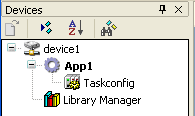 Devices
device1
App1
Taskconfig
Library Manager